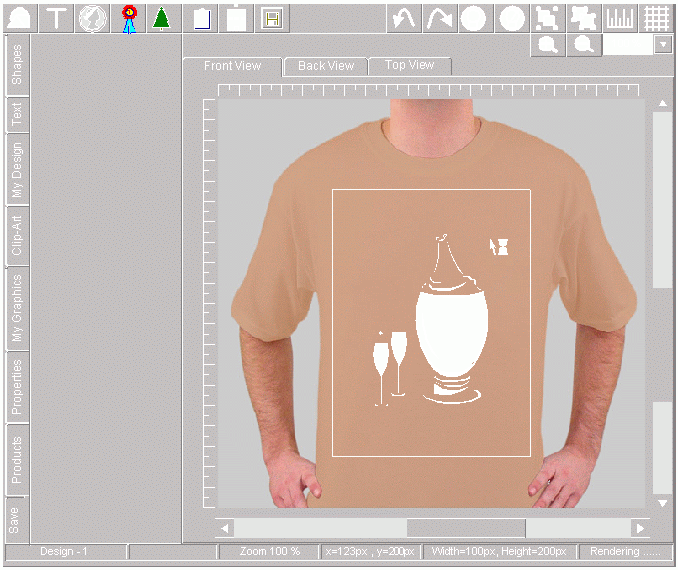 Front View
Back View
Top View
Shapes
Text
My Design
Clip-Art
My Graphics
Properties
Products
Save
Design - 1
Zoom 100 %
x=123px , y=200px
Width=100px, Height=200px
Rendering ......